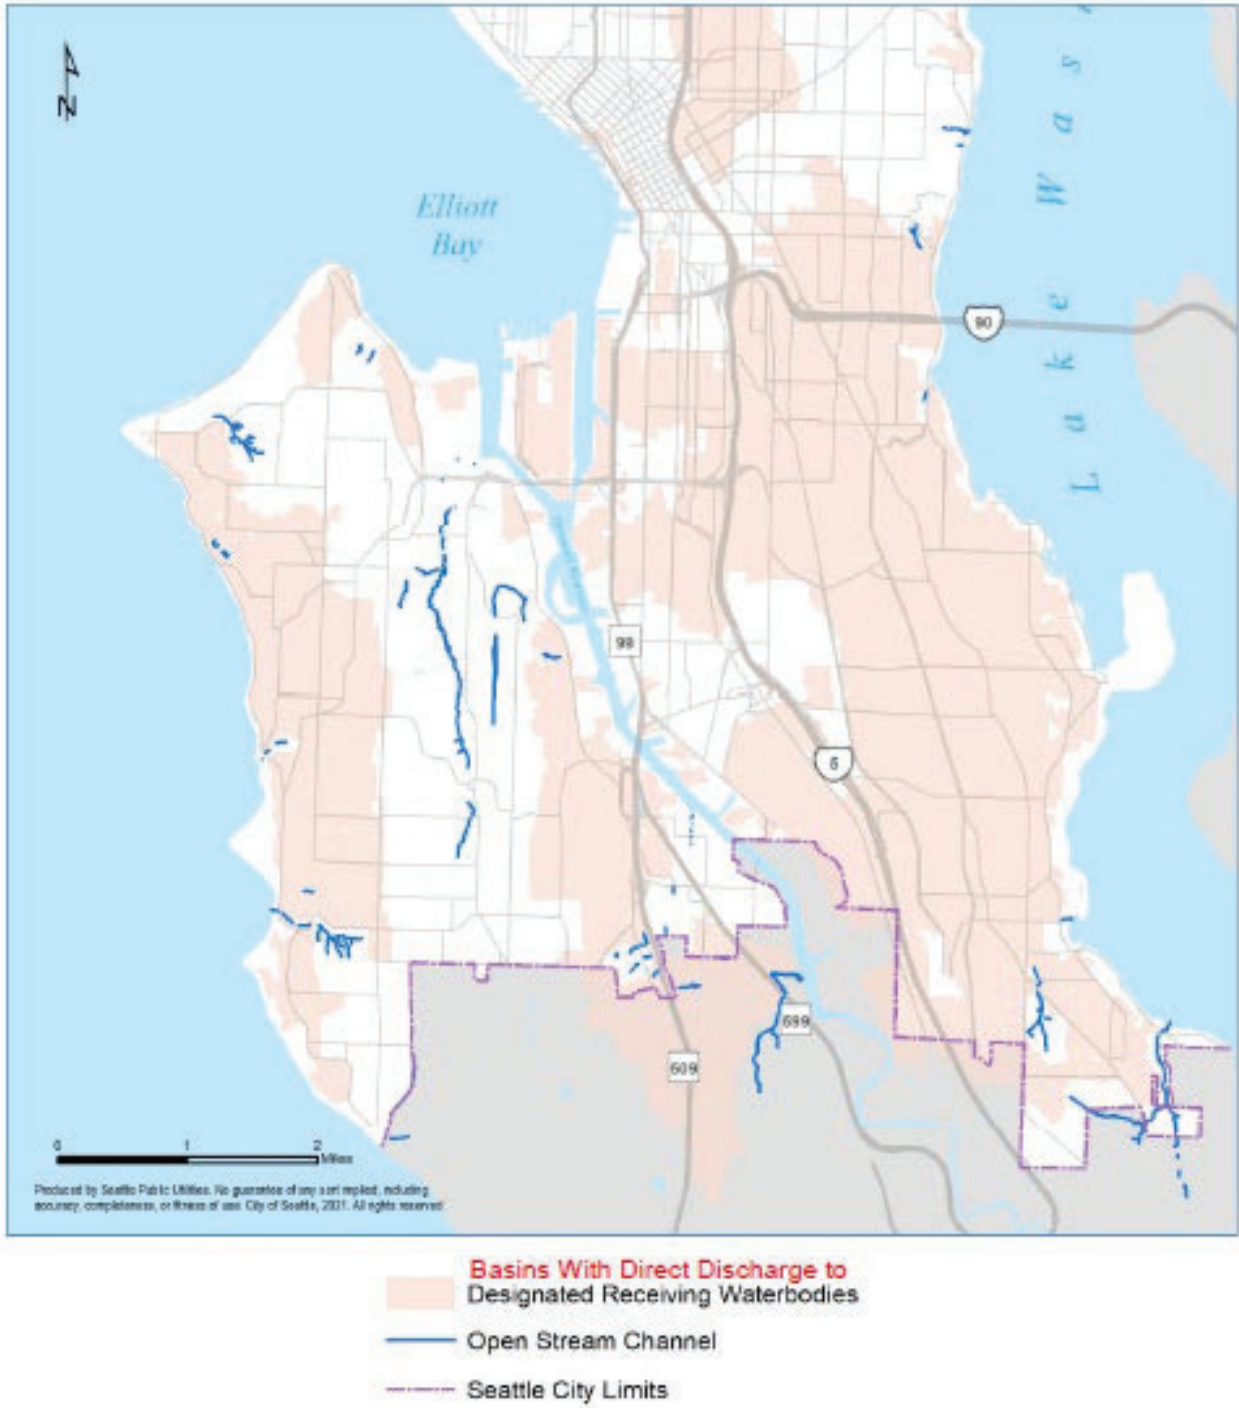 N
Elliott
Bay
Lake Was
90
99
5
599
509
0 1 2
Miles
Produced by Seattle Public Utilities. No guarantee of any sort implied, including
accuracy, completeness, or fitness of use. City of Seattle, 2021. All rights reserved.
Basins With Direct Discharge to
Designated Receiving Waterbodies
Open Stream Channel
Seattle City Limits